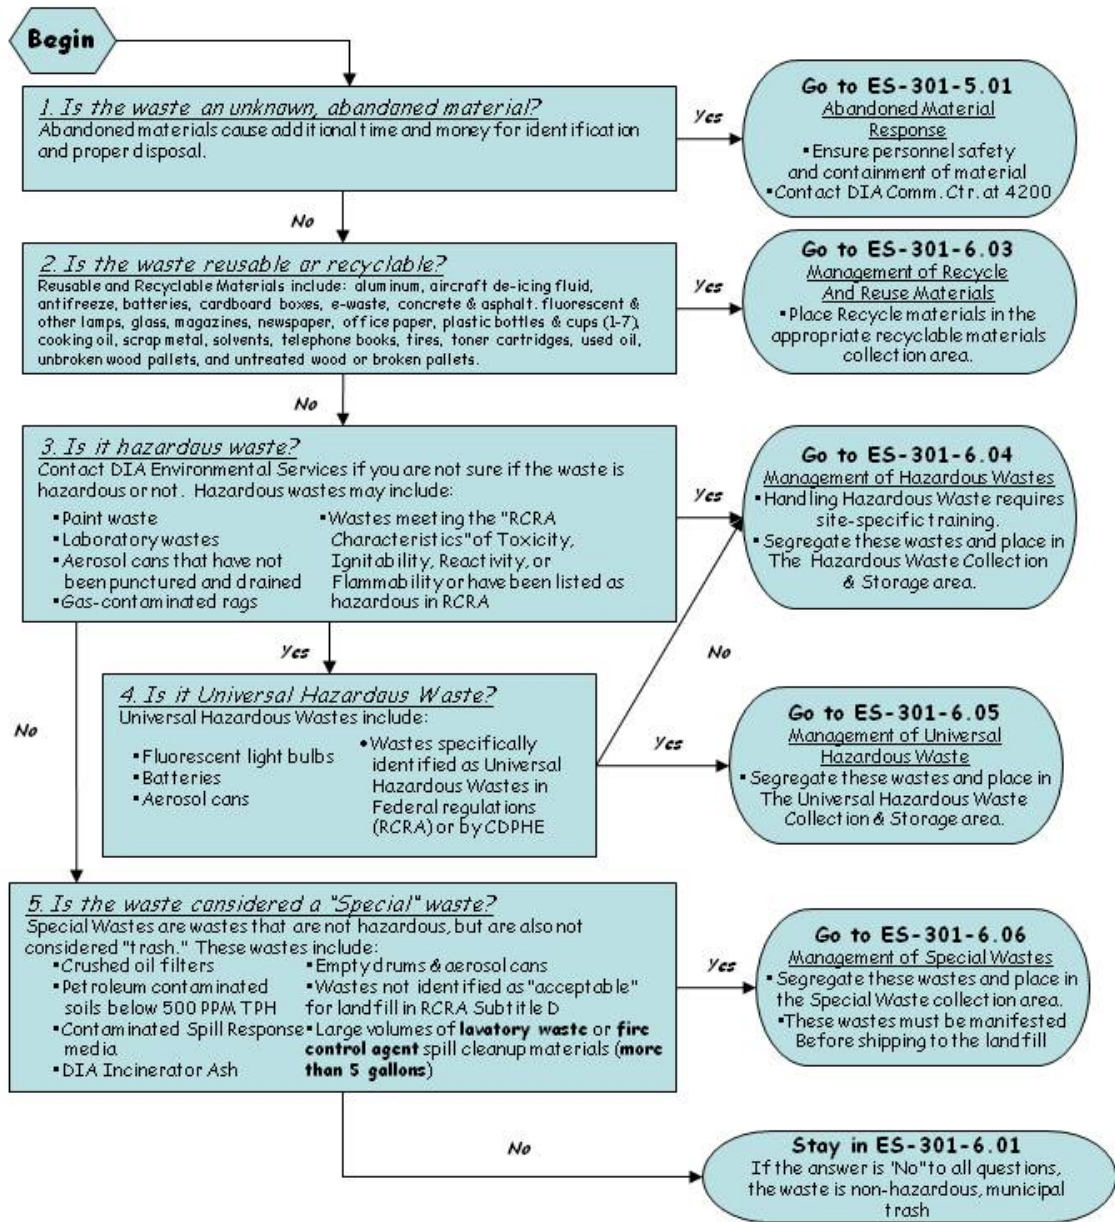 Begin
1. Is the waste an unknown, abandoned material?
Abandoned materials cause additional time and money for identification
and proper disposal.
Yes
Go to ES-301-5.01
Abandoned Material
Response
▪Ensure personnel safety
and containment of material
▪Contact DIA Comm. Ctr. at 4200
No
2. Is the waste reusable or recyclable?
Reusable and Recyclable Materials include: aluminum, aircraft de-icing fluid,
antifreeze, batteries, cardboard boxes, e-waste, concrete & asphalt. fluorescent &
other lamps, glass, magazines, newspaper, office paper, plastic bottles & cups (1-7),
cooking oil, scrap metal, solvents, telephone books, tires, toner cartridges, used oil,
unbroken wood pallets, and untreated wood or broken pallets.
Yes
Go to ES-301-6.03
Management of Recycle
And Reuse Materials
▪Place Recycle materials in the
appropriate recyclable materials
collection area.
No
3. Is it hazardous waste?
Contact DIA Environmental Services if you are not sure if the waste is
hazardous or not. Hazardous wastes may include:
▪Paint waste
▪Laboratory wastes
▪Aerosol cans that have not
been punctured and drained
▪Gas-contaminated rags
▪Wastes meeting the "RCRA
Characteristics" of Toxicity,
Ignitability, Reactivity, or
Flammability or have been listed as
hazardous in RCRA
Yes
Go to ES-301-6.04
Management of Hazardous Wastes
▪Handling Hazardous Waste requires
site-specific training.
▪Segregate these wastes and place in
The Hazardous Waste Collection
& Storage area.
Yes
No
No
4. Is it Universal Hazardous Waste?
Universal Hazardous Wastes include:
▪Fluorescent light bulbs
▪Batteries
▪Aerosol cans
●Wastes specifically
identified as Universal
Hazardous Wastes in
Federal regulations
(RCRA) or by CDPHE
Yes
Go to ES-301-6.05
Management of Universal
Hazardous Waste
▪Segregate these wastes and place in
The Universal Hazardous Waste
Collection & Storage area.
5. Is the waste considered a "Special" waste?
Special Wastes are wastes that are not hazardous, but are also not
considered "trash." These wastes include:
▪Crushed oil filters
▪Petroleum contaminated
soils below 500 PPM TPH
▪Contaminated Spill Response
media
▪DIA Incinerator Ash
▪Empty drums & aerosol cans
▪Wastes not identified as "acceptable"
for landfill in RCRA Subtitle D
▪Large volumes of lavatory waste or fire
control agent spill cleanup materials (more
than 5 gallons)
Yes
Go to ES-301-6.06
Management of Special Wastes
▪Segregate these wastes and place in
the Special Waste collection area.
▪These wastes must be manifested
Before shipping to the landfill
No
Stay in ES-301-6.01
If the answer is "No" to all questions,
the waste is non-hazardous, municipal
trash